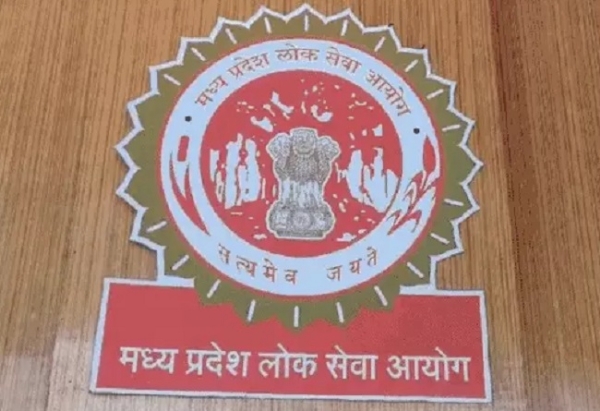 मध्य प्रदेश लोक सेवा आयोग
सत्यमेव जयते
मध्य प्रदेश लोक सेवा आयोग